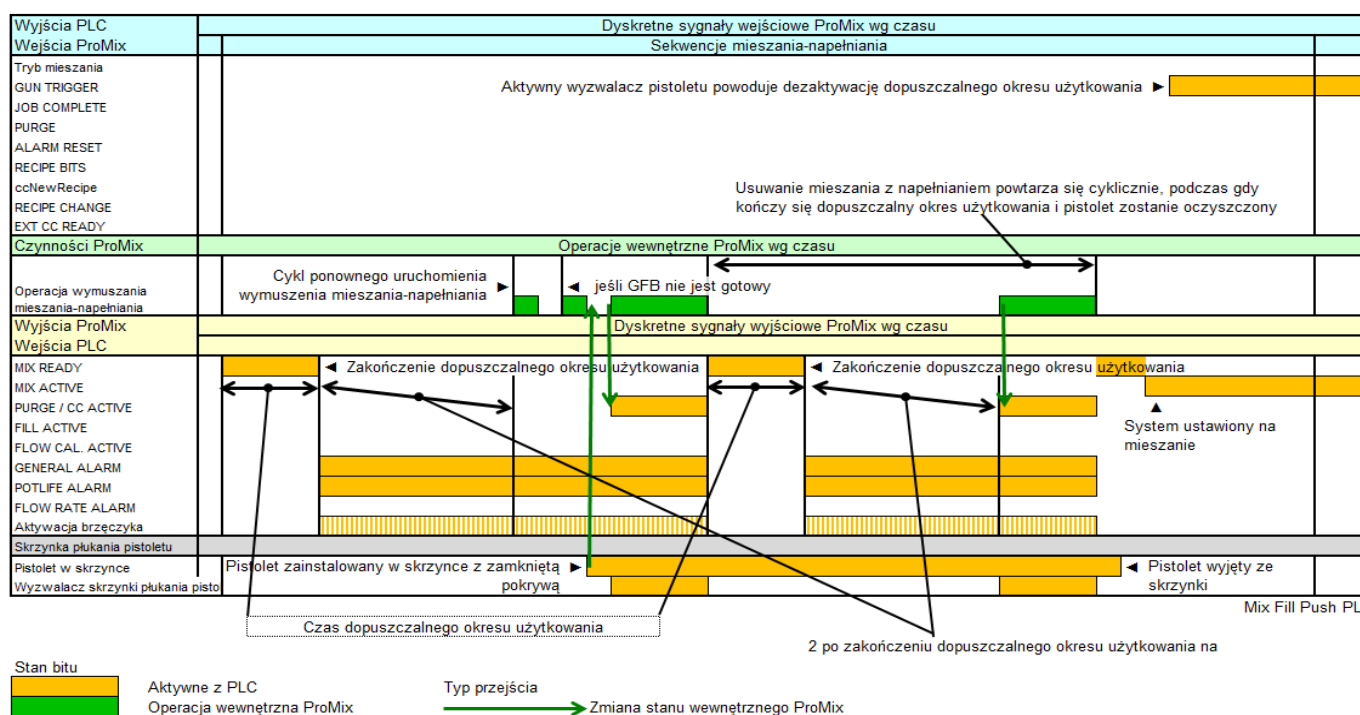 Wyjścia PLC
Dyskretne sygnały wejściowe ProMix wg czasu
Wejścia ProMix
Sekwencje mieszania-napełniania
Tryb mieszania
GUN TRIGGER
Aktywny wyzwalacz pistoletu powoduje dezaktywację dopuszczalnego okresu użytkowania
JOB COMPLETE
PURGE
ALARM RESET
RECIPE BITS
ccNewRecipe
RECIPE CHANGE
EXT CC READY
Usuwanie mieszania z napełnianiem powtarza się cyklicznie, podczas gdy
kończy się dopuszczalny okres użytkowania i pistolet zostanie oczyszczony
Czynności ProMix
Operacje wewnętrzne ProMix wg czasu
Operacja wymuszania
mieszania-napełniania
Cykl ponownego uruchomienia
wymuszenia mieszania-napełniania
jeśli GFB nie jest gotowy
Wyjścia ProMix
Dyskretne sygnały wyjściowe ProMix wg czasu
Wejścia PLC
MIX READY
Zakończenie dopuszczalnego okresu użytkowania
Zakończenie dopuszczalnego okresu użytkowania
MIX ACTIVE
PURGE / CC ACTIVE
FILL ACTIVE
FLOW CAL. ACTIVE
GENERAL ALARM
POTLIFE ALARM
FLOW RATE ALARM
Aktywacja brzęczyka
System ustawiony na
mieszanie
Skrzynka płukania pistoletu
Pistolet w skrzynce
Wyzwalacz skrzynki płukania pisto
Pistolet zainstalowany w skrzynce z zamkniętą
pokrywą
Pistolet wyjęty ze
skrzynki
Mix Fill Push PL
Czas dopuszczalnego okresu użytkowania
2 po zakończeniu dopuszczalnego okresu użytkowania na
Stan bitu
Aktywne z PLC
Operacja wewnętrzna ProMix
Typ przejścia
Zmiana stanu wewnętrznego ProMix